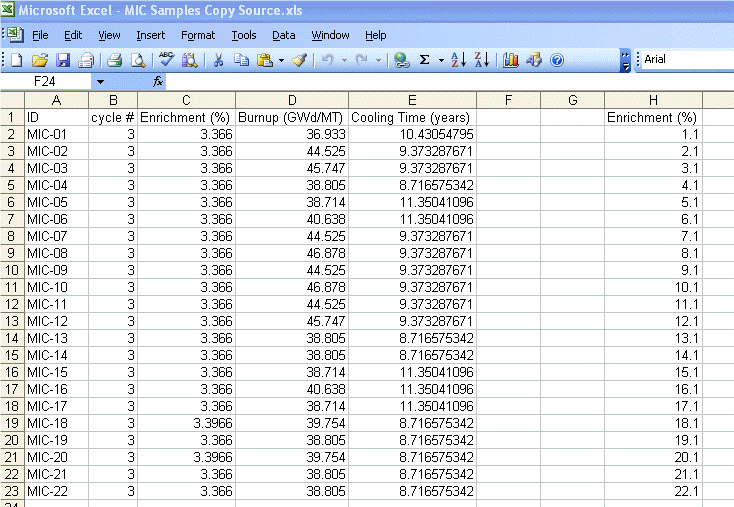 Microsoft Excel - MIC Samples Copy Source.xls
File Edit View Insert Format Tools Data Window Help
Arial
F24 fx
A B C D E F G H
1 ID cycle # Enrichment (%) Burnup (GWd/MT) Cooling Time (years) Enrichment (%)
2 MIC-01 3 3.366 36.933 10.43054795 1.1
3 MIC-02 3 3.366 44.525 9.373287671 2.1
4 MIC-03 3 3.366 45.747 9.373287671 3.1
5 MIC-04 3 3.366 38.805 8.716575342 4.1
6 MIC-05 3 3.366 38.714 11.35041096 5.1
7 MIC-06 3 3.366 40.638 11.35041096 6.1
8 MIC-07 3 3.366 44.525 9.373287671 7.1
9 MIC-08 3 3.366 46.878 9.373287671 8.1
10 MIC-09 3 3.366 44.525 9.373287671 9.1
11 MIC-10 3 3.366 46.878 9.373287671 10.1
12 MIC-11 3 3.366 44.525 9.373287671 11.1
13 MIC-12 3 3.366 45.747 9.373287671 12.1
14 MIC-13 3 3.366 38.805 8.716575342 13.1
15 MIC-14 3 3.366 38.805 8.716575342 14.1
16 MIC-15 3 3.366 38.714 11.35041096 15.1
17 MIC-16 3 3.366 40.638 11.35041096 16.1
18 MIC-17 3 3.366 38.714 11.35041096 17.1
19 MIC-18 3 3.3966 39.754 8.716575342 18.1
20 MIC-19 3 3.366 38.805 8.716575342 19.1
21 MIC-20 3 3.3966 39.754 8.716575342 20.1
22 MIC-21 3 3.366 38.805 8.716575342 21.1
23 MIC-22 3 3.366 38.805 8.716575342 22.1